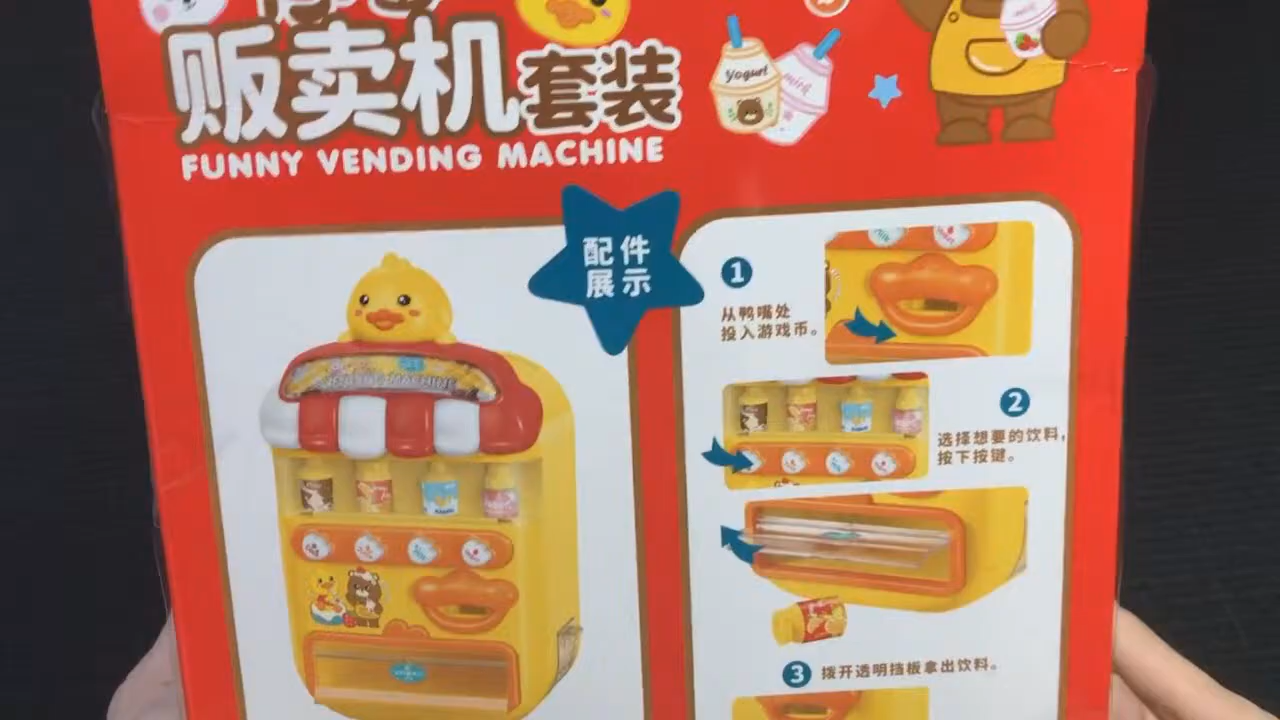 贩卖机套装
FUNNY VENDING MACHINE
Yogurt
配件
展示
1
从鸭嘴处
投入游戏币。
2
选择想要的饮料，
按下按键。
3 拨开透明挡板拿出饮料。